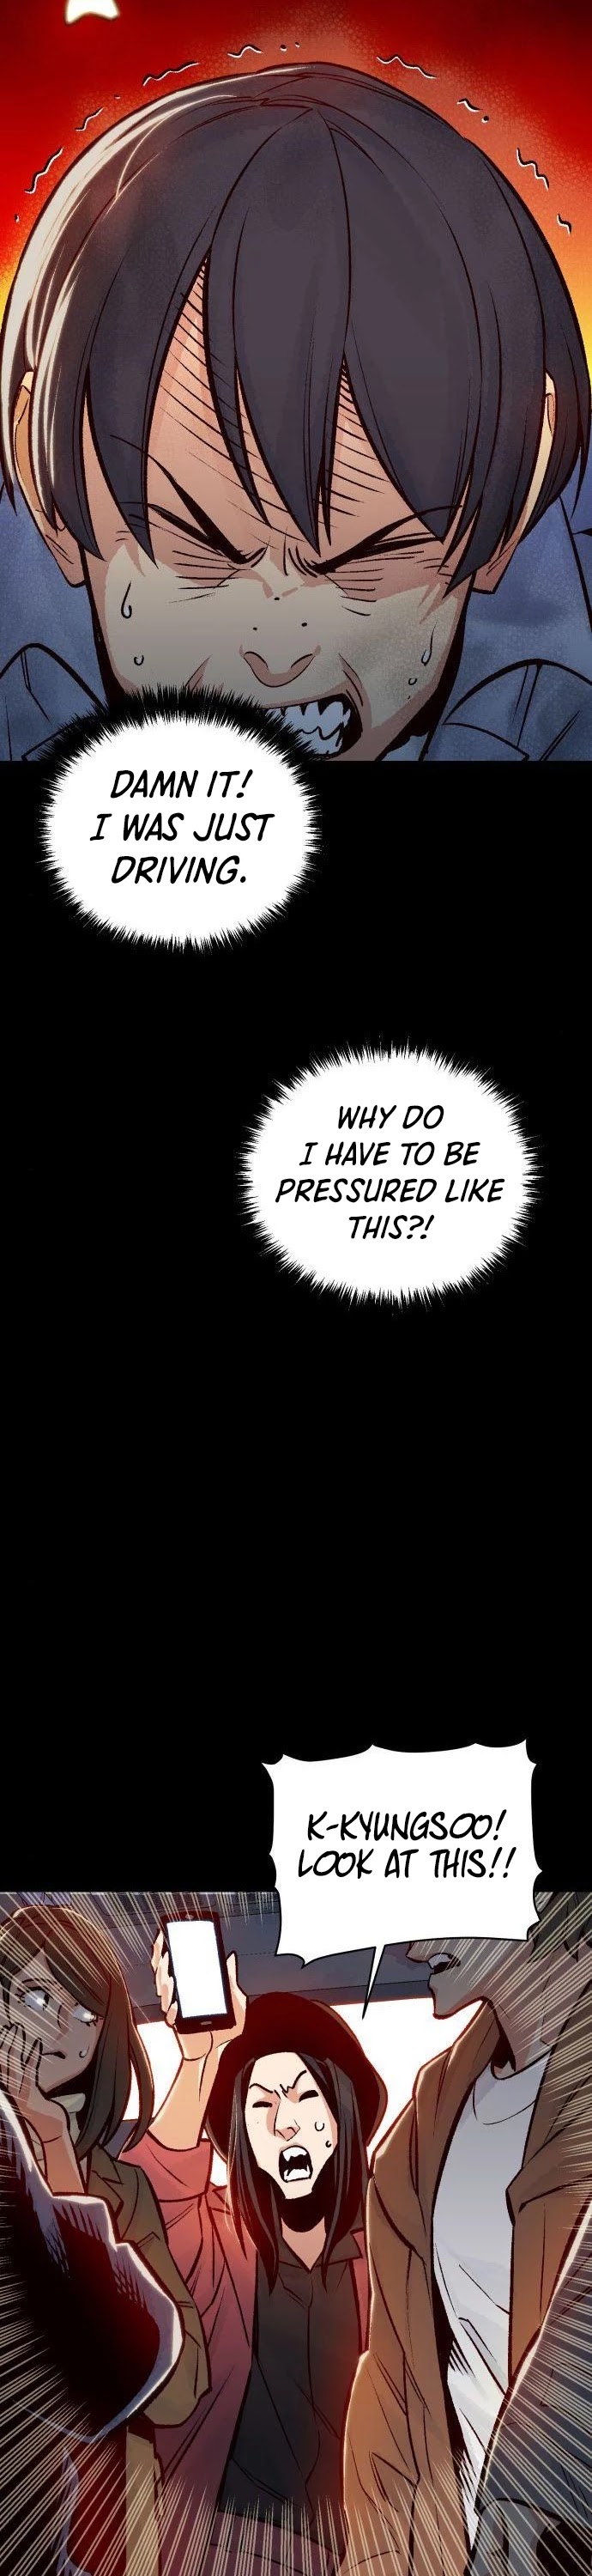 DAMN IT!
I WAS JUST
DRIVING.
WHY DO
I HAVE TO BE
PRESSURED LIKE
THIS?!
K-KYUNGSOO!
LOOK AT THIS!!